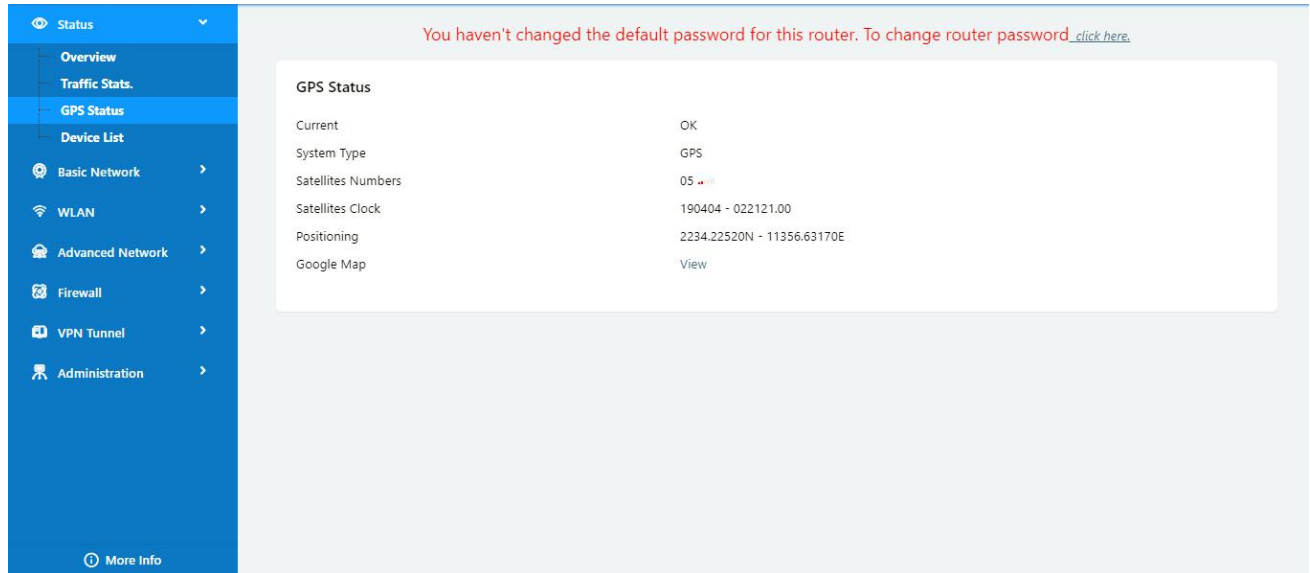 Status
Overview
Traffic Stats.
GPS Status
Device List
Basic Network
WLAN
Advanced Network
Firewall
VPN Tunnel
Administration
More Info
You haven't changed the default password for this router. To change router password click here.
GPS Status
Current OK
System Type GPS
Satellites Numbers 05
Satellites Clock 190404 - 022121.00
Positioning 2234.22520N - 11356.63170E
Google Map View